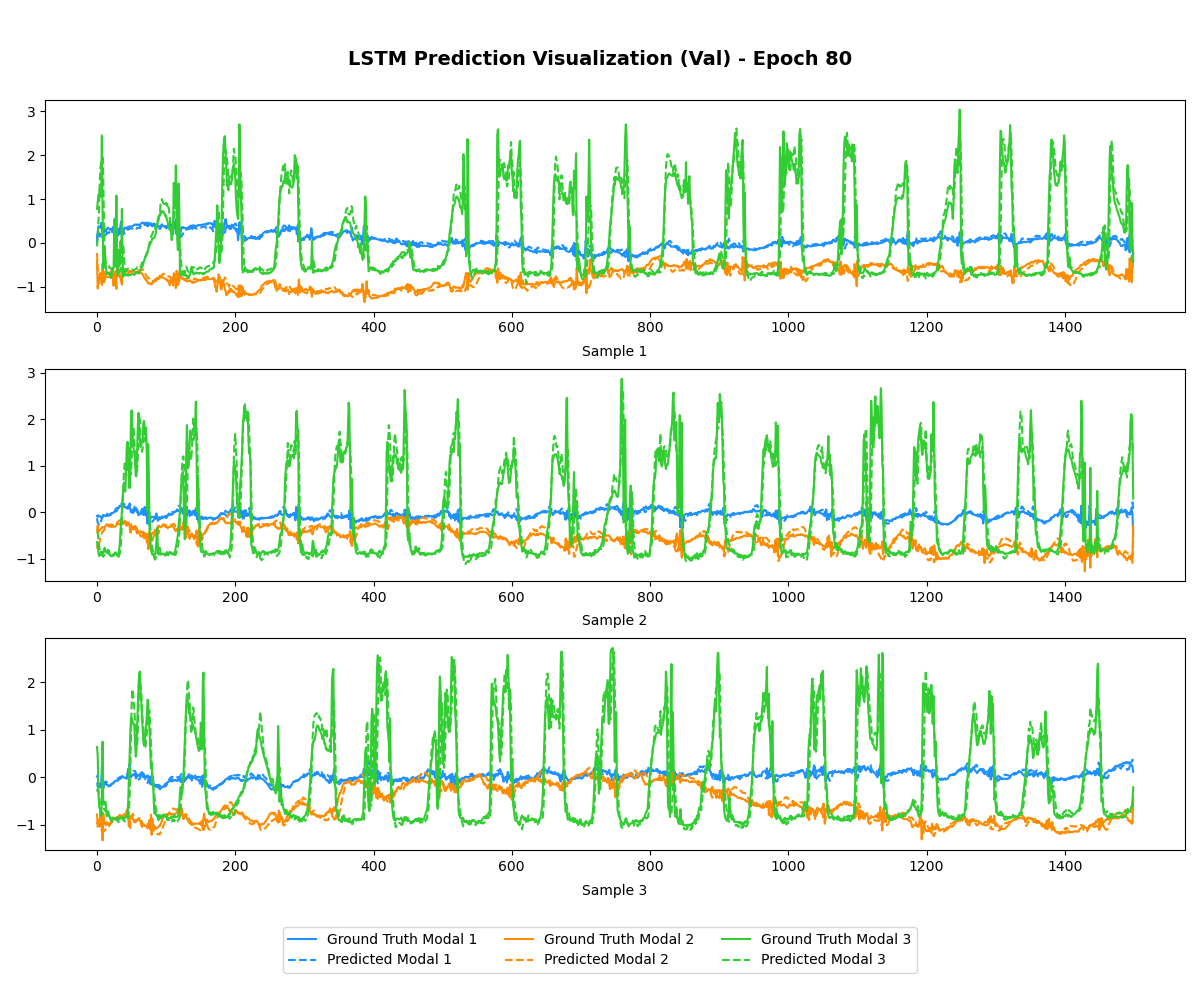 LSTM Prediction Visualization (Val) - Epoch 80
3
2
1
0
−1
0 200 400 600 800 1000 1200 1400
Sample 1
3
2
1
0
−1
0 200 400 600 800 1000 1200 1400
Sample 2
2
1
0
−1
0 200 400 600 800 1000 1200 1400
Sample 3
Ground Truth Modal 1 Ground Truth Modal 2 Ground Truth Modal 3
Predicted Modal 1 Predicted Modal 2 Predicted Modal 3